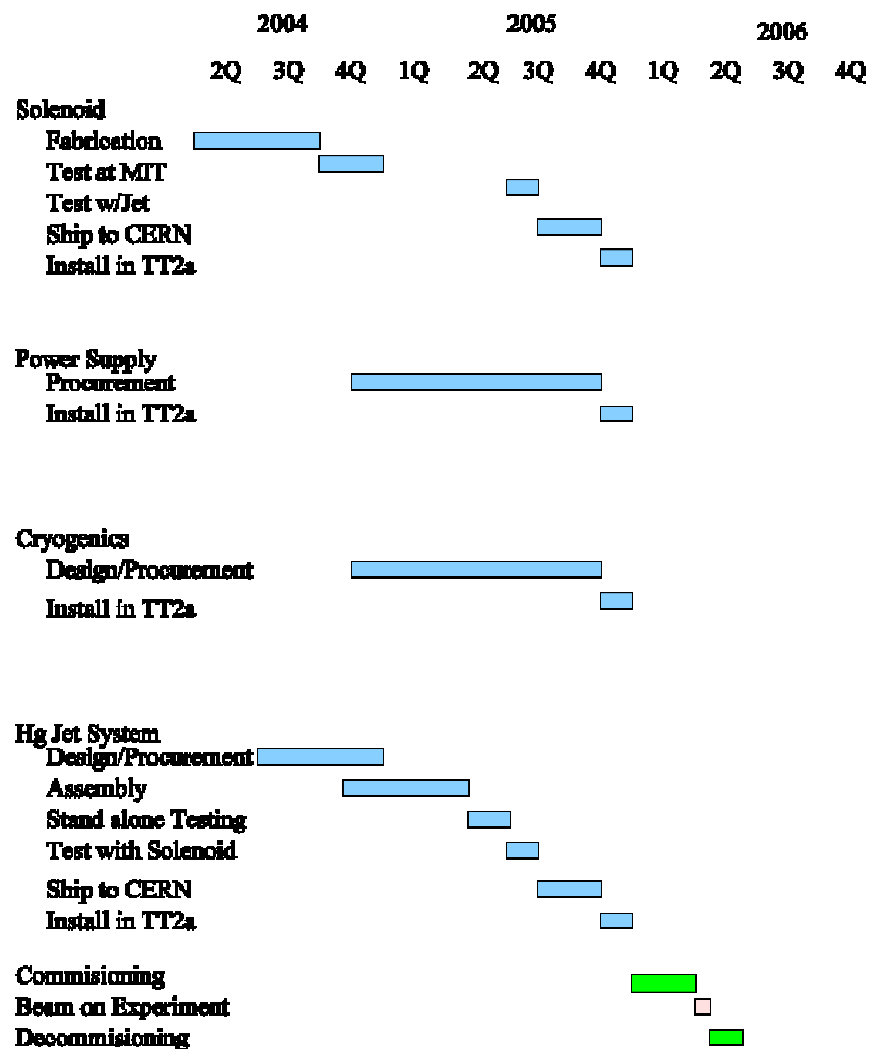 2004 2005 2006
2Q 3Q 4Q 1Q 2Q 3Q 4Q 1Q 2Q 3Q 4Q
Solenoid
Fabrication
Test at MIT
Test w/Jet
Ship to CERN
Install in TT2a
Power Supply
Procurement
Install in TT2a
Cryogenics
Design/Procurement
Install in TT2a
Hg Jet System
Design/Procurement
Assembly
Stand alone Testing
Test with Solenoid
Ship to CERN
Install in TT2a
Commisioning
Beam on Experiment
Decommisioning